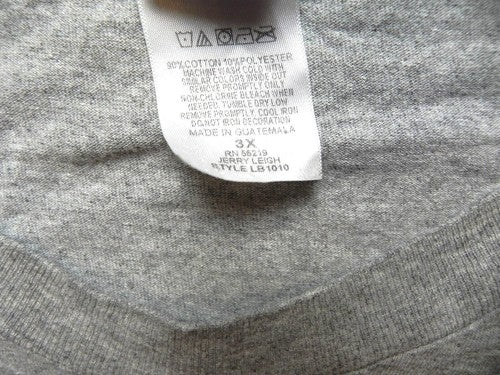 90%COTTON 10%POLYESTER
MACHINE WASH COLD WITH
SIMILAR COLORS INSIDE OUT
REMOVE PROMPTLY ONLY
NON-CHLORINE BLEACH WHEN
NEEDED. TUMBLE DRY LOW
REMOVE PROMPTLY. COOL IRON
DO NOT IRON DECORATION
MADE IN GUATEMALA
3X
RN 55219
JERRY LEIGH
STYLE LB1010